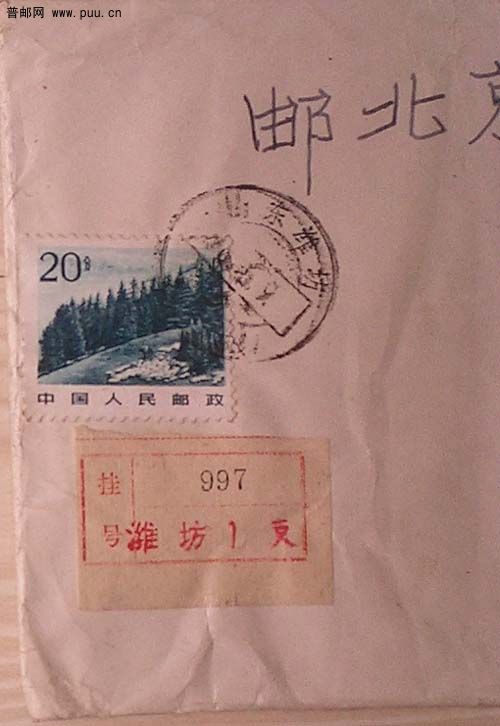 普邮网 www.puu.cn
邮北京
山东潍坊
20分
中国人民邮政
挂号
997
潍坊1支